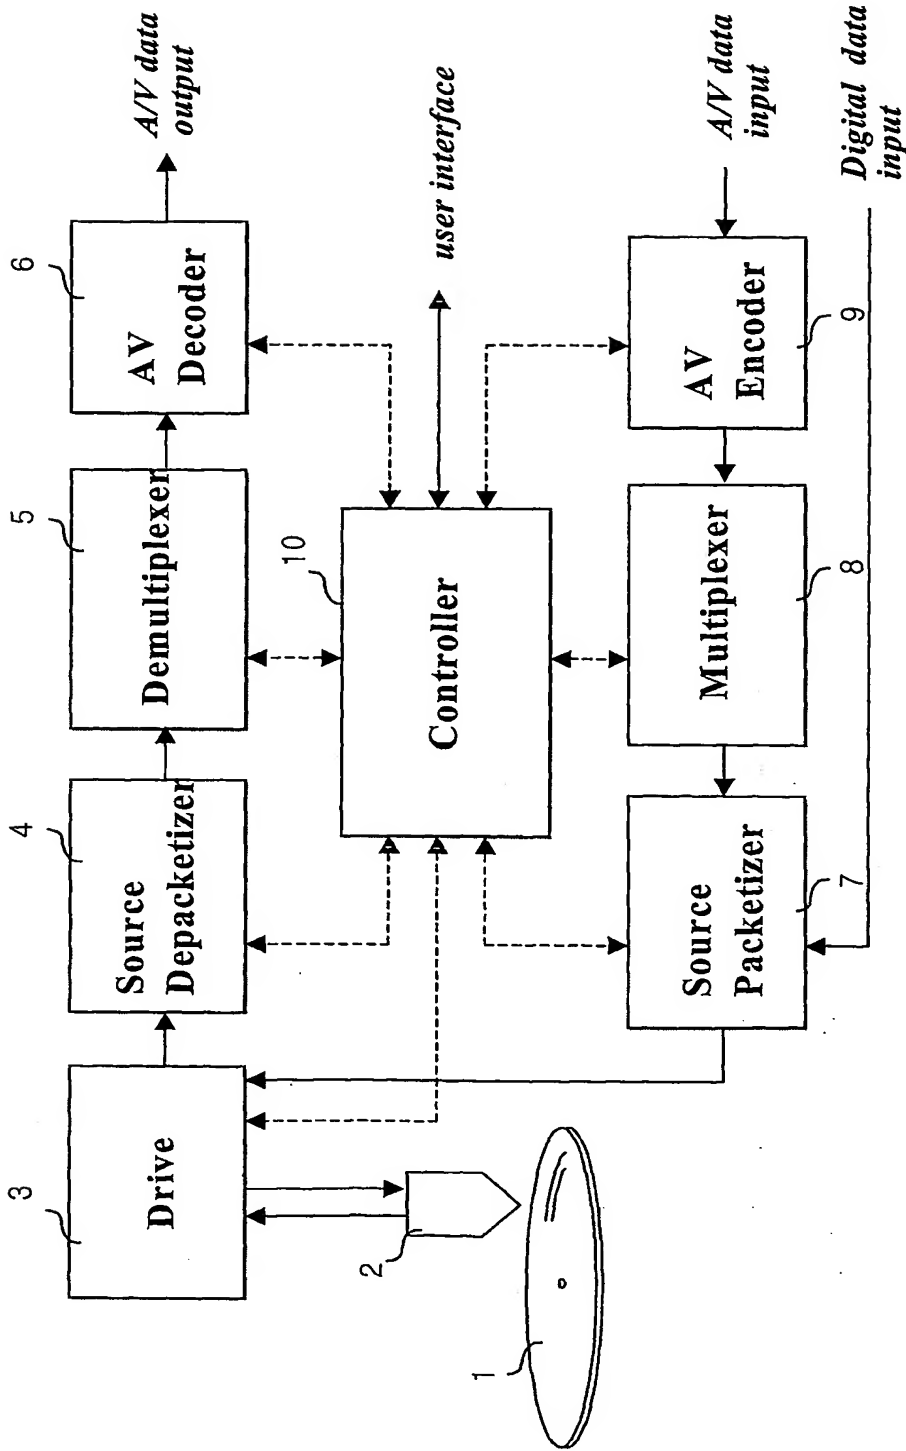 3
Drive
4
Source
Depacketizer
5
Demultiplexer
6
AV
Decoder
A/V data
output
2
1
10
Controller
user interface
Source
Packetizer
7
Multiplexer
8
AV
Encoder
9
A/V data
input
Digital data
input